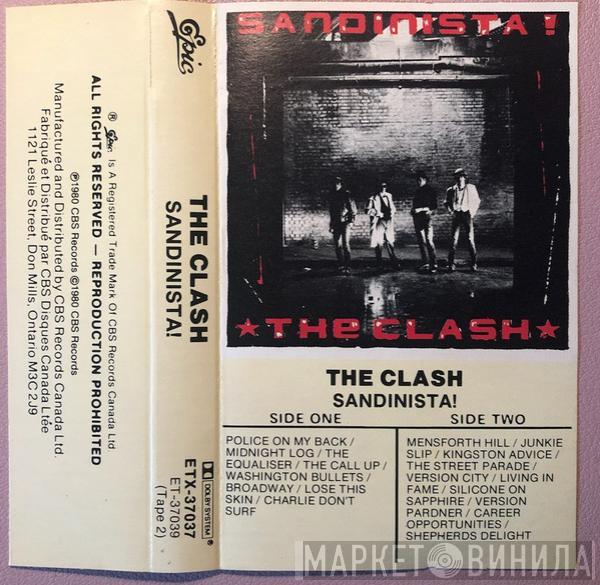 Epic
® Epic Is A Registered Trade Mark Of CBS Records Canada Ltd.
ALL RIGHTS RESERVED — REPRODUCTION PROHIBITED
℗1980 CBS Records ©1980 CBS Records
Manufactured and Distributed by CBS Records Canada Ltd.
Fabriqué et Distribué par CBS Disques Canada Ltée
1121 Leslie Street, Don Mills, Ontario M3C 2J9
THE CLASH
SANDINISTA!
DOLBY SYSTEM ®
ETX-37037
ET-37039
(Tape 2)
SANDINISTA!
★THE CLASH★
THE CLASH
SANDINISTA!
SIDE ONE
POLICE ON MY BACK / 
MIDNIGHT LOG / THE
EQUALISER / THE CALL UP /
WASHINGTON BULLETS /
BROADWAY / LOSE THIS
SKIN / CHARLIE DON'T
SURF
SIDE TWO
MENSFORTH HILL / JUNKIE
SLIP / KINGSTON ADVICE /
THE STREET PARADE /
VERSION CITY / LIVING IN
FAME / SILICONE ON
SAPPHIRE / VERSION
PARDNER / CAREER
OPPORTUNITIES /
SHEPHERDS DELIGHT
МАРКЕТ ВИНИЛА